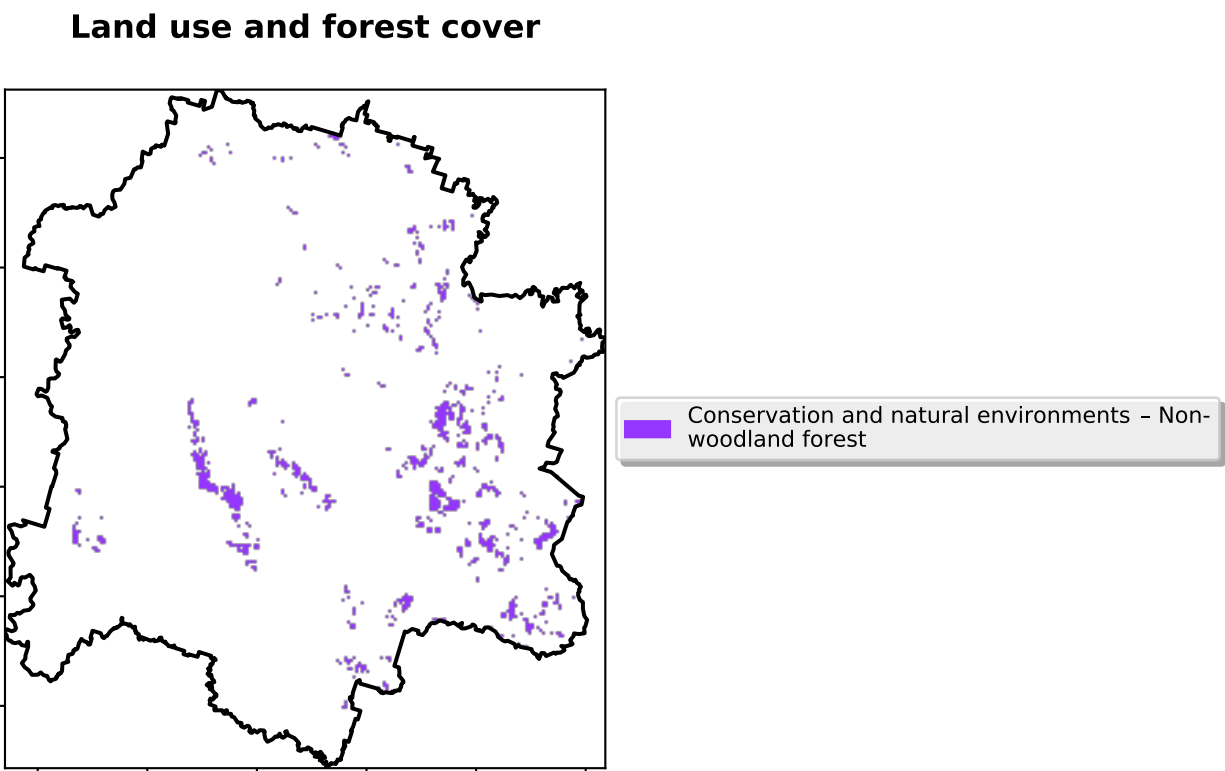 Land use and forest cover
Conservation and natural environments – Non-
woodland forest